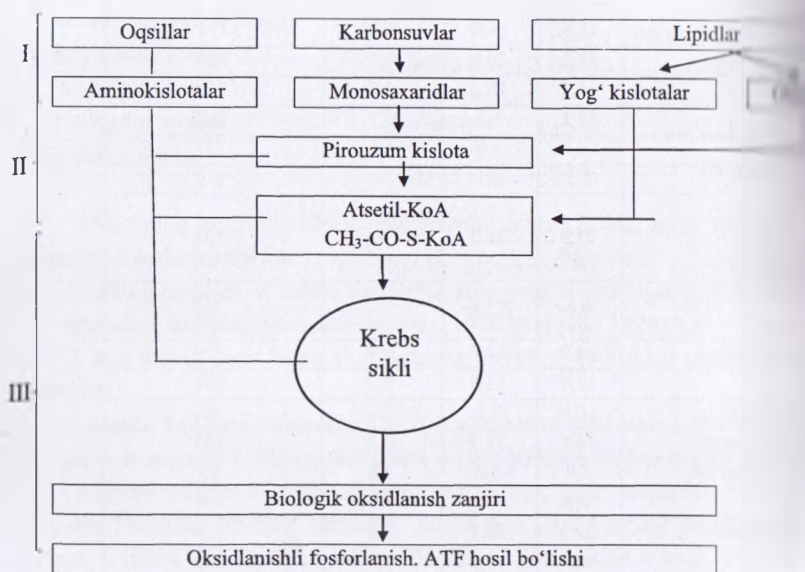 Oqsillar Karbonsuvlar Lipidlar
I
Aminokislotalar Monosaxaridlar Yog‘ kislotalar
Pirouzum kislota
II
Atsetil-KoA
CH₃-CO-S-KoA
Krebs
sikli
III
Biologik oksidlanish zanjiri
Oksidlanishli fosforlanish. ATF hosil bo‘lishi